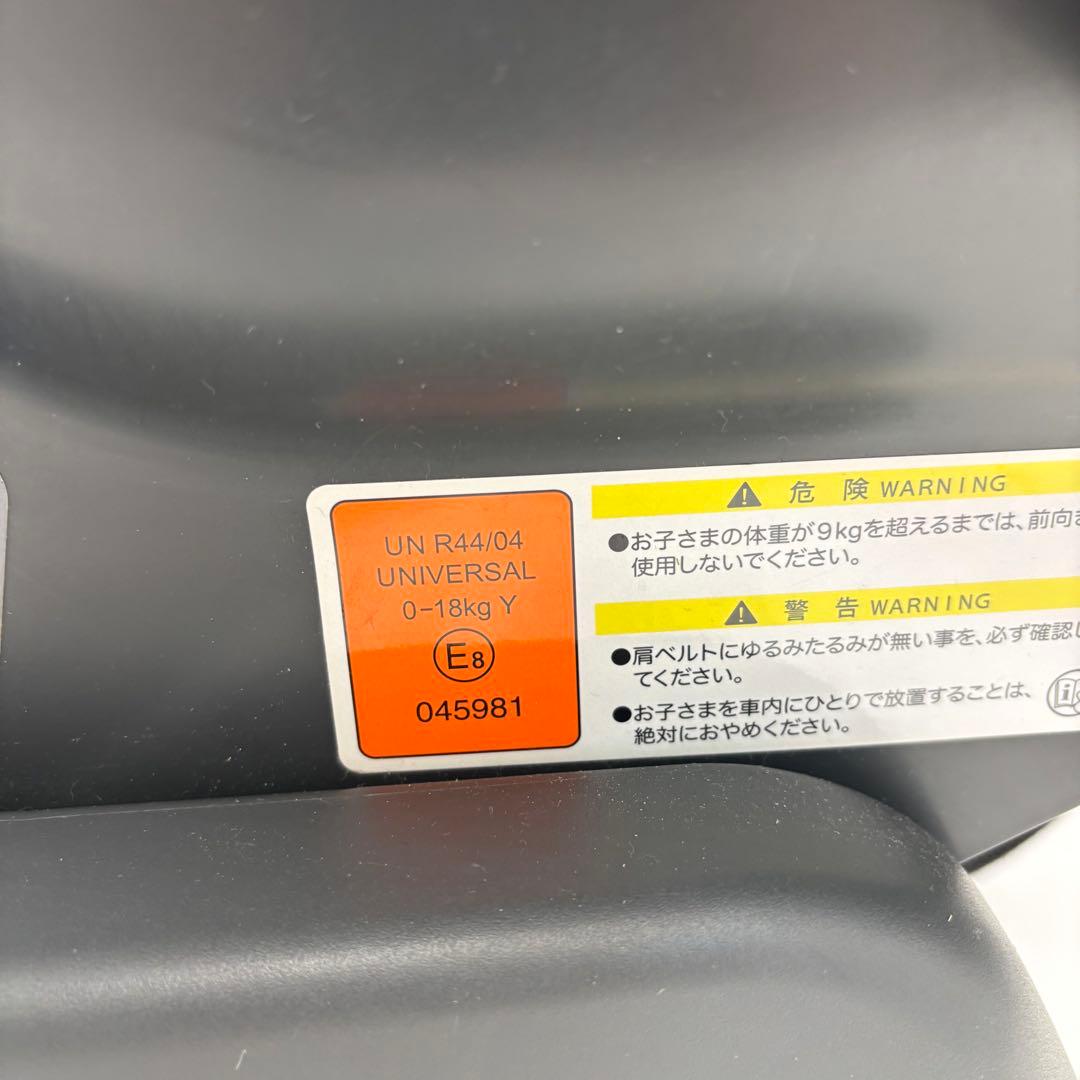 UN R44/04
UNIVERSAL
0-18kg Y
E8
045981
危険 WARNING
●お子さまの体重が9kgを超えるまでは、前向き
使用しないでください。
警告 WARNING
●肩ベルトにゆるみたるみが無い事を、必ず確認し
てください。
●お子さまを車内にひとりで放置することは、
絶対におやめください。
i